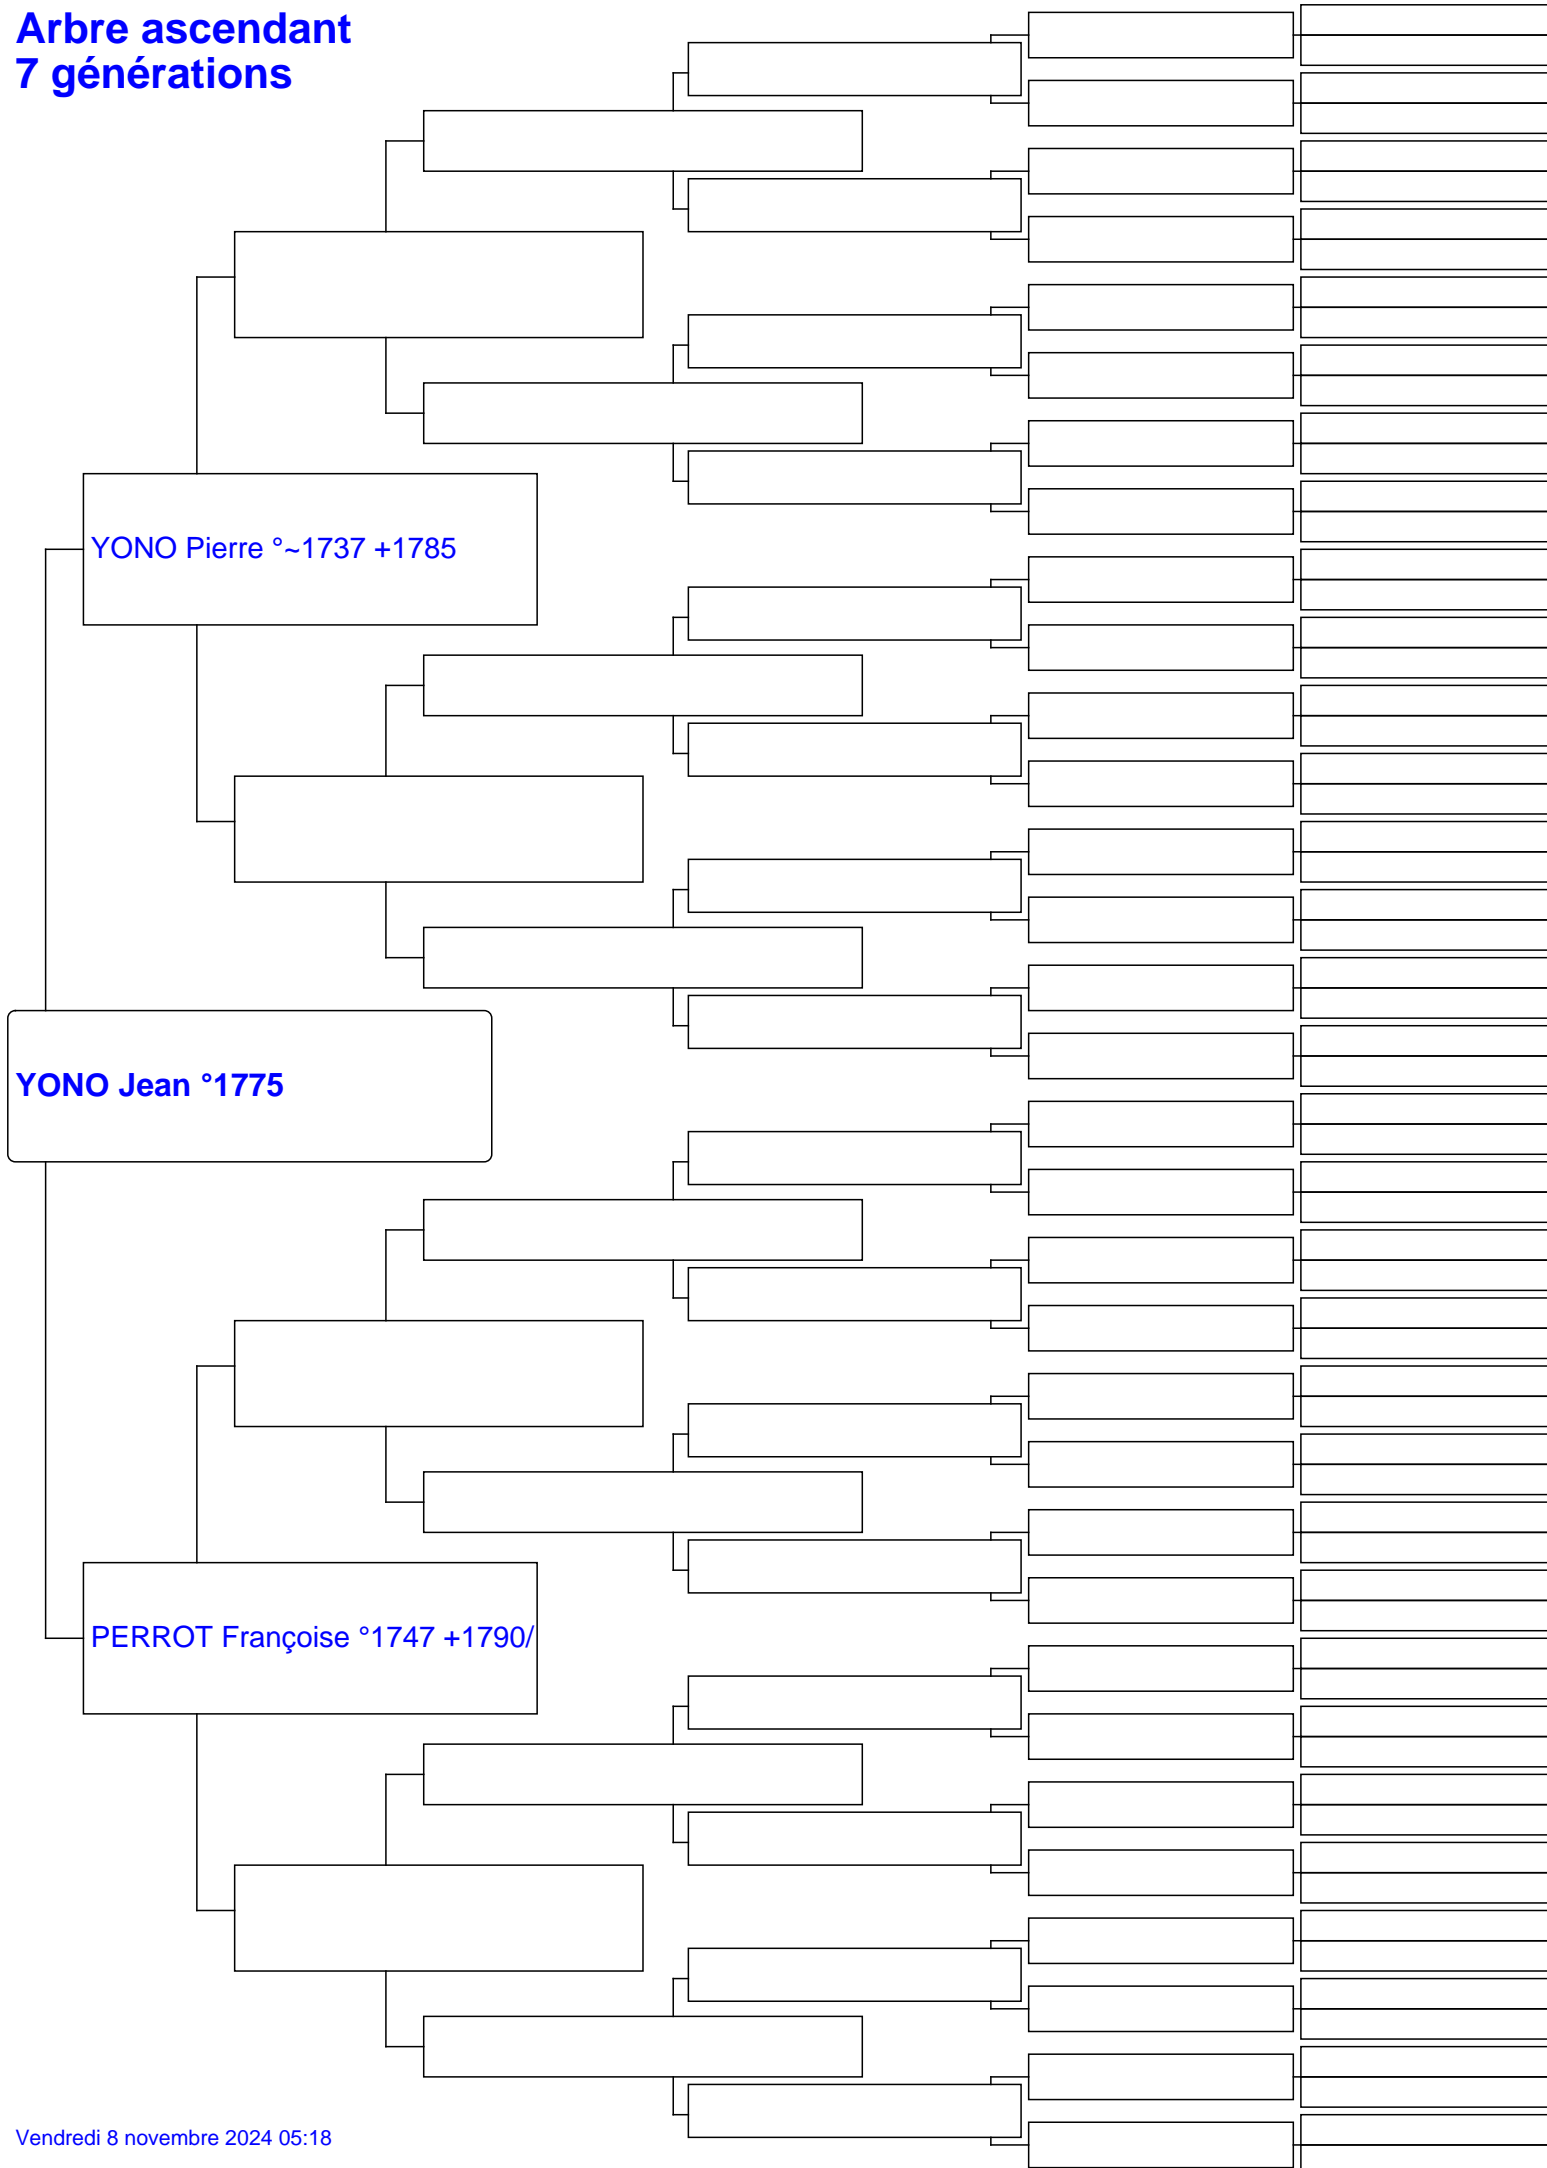 Arbre ascendant
7 générations
YONO Pierre °~1737 +1785
YONO Jean °1775
PERROT Françoise °1747 +1790/
Vendredi 8 novembre 2024 05:18